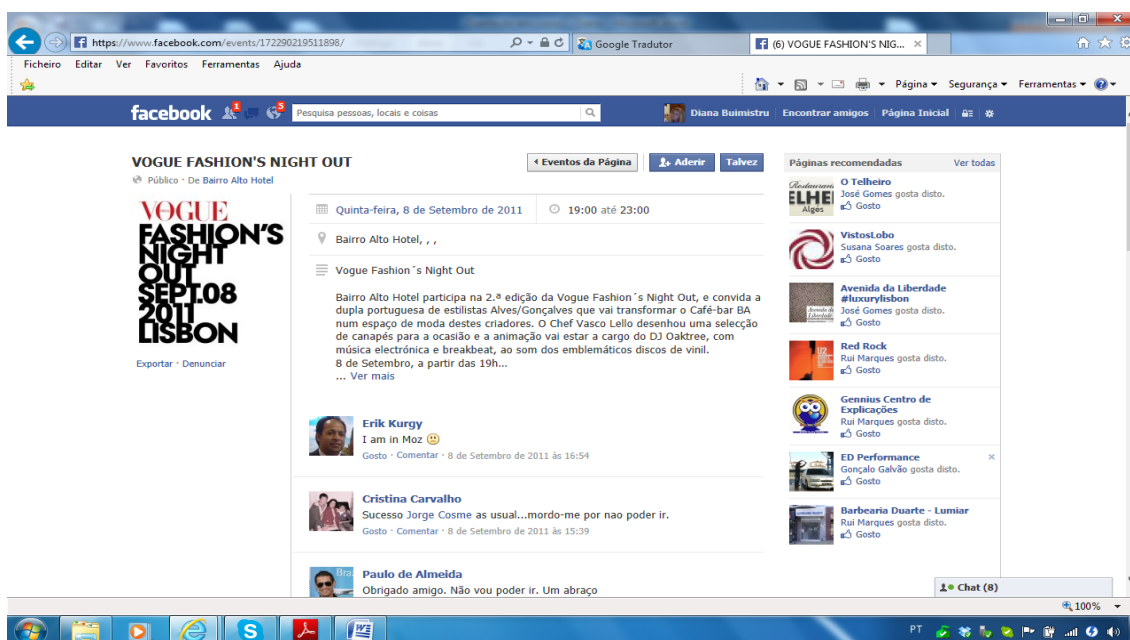 https://www.facebook.com/events/172290219511898/
Google Tradutor
(6) VOGUE FASHION'S NIG...
Ficheiro Editar Ver Favoritos Ferramentas Ajuda
Página Segurança Ferramentas
facebook 1 5 Pesquisa pessoas, locais e coisas Diana Buimistru Encontrar amigos Página Inicial
VOGUE FASHION'S NIGHT OUT
Público · De Bairro Alto Hotel
Eventos da Página Aderir Talvez
VOGUE
FASHION'S
NIGHT
OUT
SEPT.08
2011
LISBON
Exportar · Denunciar
Quinta-feira, 8 de Setembro de 2011 19:00 até 23:00
Bairro Alto Hotel, , ,
Vogue Fashion´s Night Out
Bairro Alto Hotel participa na 2.ª edição da Vogue Fashion´s Night Out, e convida a
dupla portuguesa de estilistas Alves/Gonçalves que vai transformar o Café-bar BA
num espaço de moda destes criadores. O Chef Vasco Lello desenhou uma selecção
de canapés para a ocasião e a animação vai estar a cargo do DJ Oaktree, com
música electrónica e breakbeat, ao som dos emblemáticos discos de vinil.
8 de Setembro, a partir das 19h...
... Ver mais
Erik Kurgy
I am in Moz
Gosto · Comentar · 8 de Setembro de 2011 às 16:54
Cristina Carvalho
Sucesso Jorge Cosme as usual...mordo-me por nao poder ir.
Gosto · Comentar · 8 de Setembro de 2011 às 15:39
Paulo de Almeida
Obrigado amigo. Não vou poder ir. Um abraço
Páginas recomendadas Ver todas
O Telheiro
José Gomes gosta disto.
Gosto
VistosLobo
Susana Soares gosta disto.
Gosto
Avenida da Liberdade
#luxurylisbon
José Gomes gosta disto.
Gosto
Red Rock
Rui Marques gosta disto.
Gosto
Gennius Centro de
Explicações
Rui Marques gosta disto.
Gosto
ED Performance
Gonçalo Galvão gosta disto.
Gosto
Barbearia Duarte - Lumiar
Rui Marques gosta disto.
Gosto
Chat (8)
100%
PT